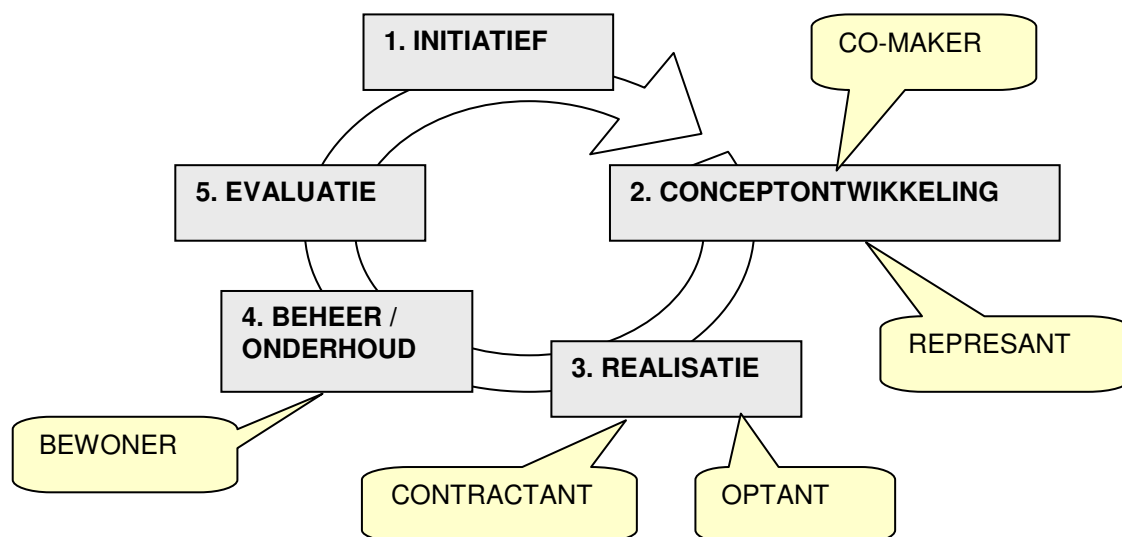 1. INITIATIEF
CO-MAKER
5. EVALUATIE
2. CONCEPTONTWIKKELING
4. BEHEER /
ONDERHOUD
3. REALISATIE
REPRESANT
BEWONER
CONTRACTANT
OPTANT